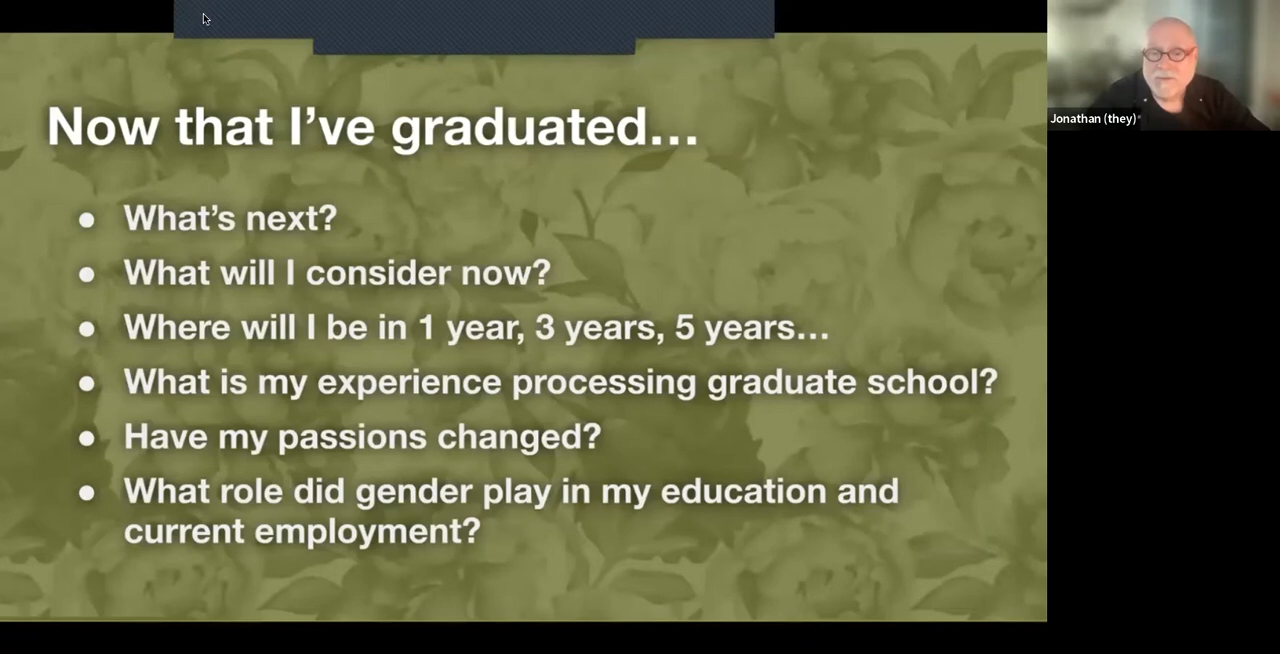 Now that I’ve graduated…
● What’s next?
● What will I consider now?
● Where will I be in 1 year, 3 years, 5 years…
● What is my experience processing graduate school?
● Have my passions changed?
● What role did gender play in my education and
current employment?
Jonathan (they)